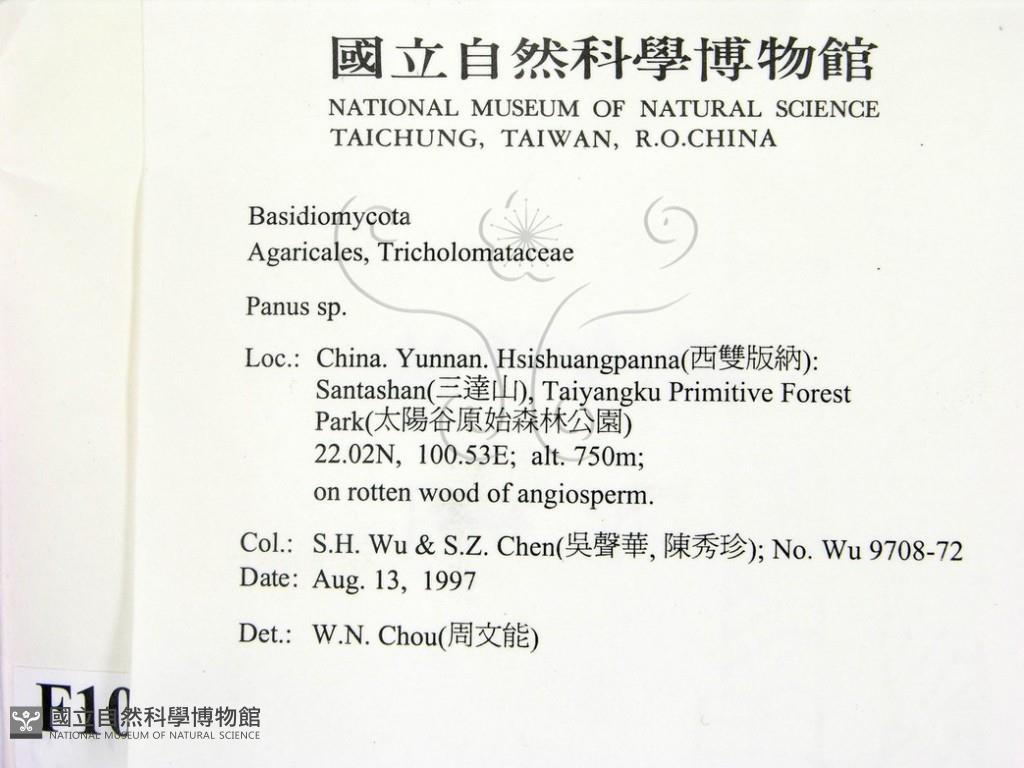 國立自然科學博物館
NATIONAL MUSEUM OF NATURAL SCIENCE
TAICHUNG, TAIWAN, R.O.CHINA
Basidiomycota
Agaricales, Tricholomataceae
Panus sp.
Loc.: China. Yunnan. Hsishuangpanna(西雙版納):
Santashan(三達山), Taiyangku Primitive Forest
Park(太陽谷原始森林公園)
22.02N, 100.53E; alt. 750m;
on rotten wood of angiosperm.
Col.: S.H. Wu & S.Z. Chen(吳聲華, 陳秀珍); No. Wu 9708-72
Date: Aug. 13, 1997
Det.: W.N. Chou(周文能)
F10
國立自然科學博物館
NATIONAL MUSEUM OF NATURAL SCIENCE